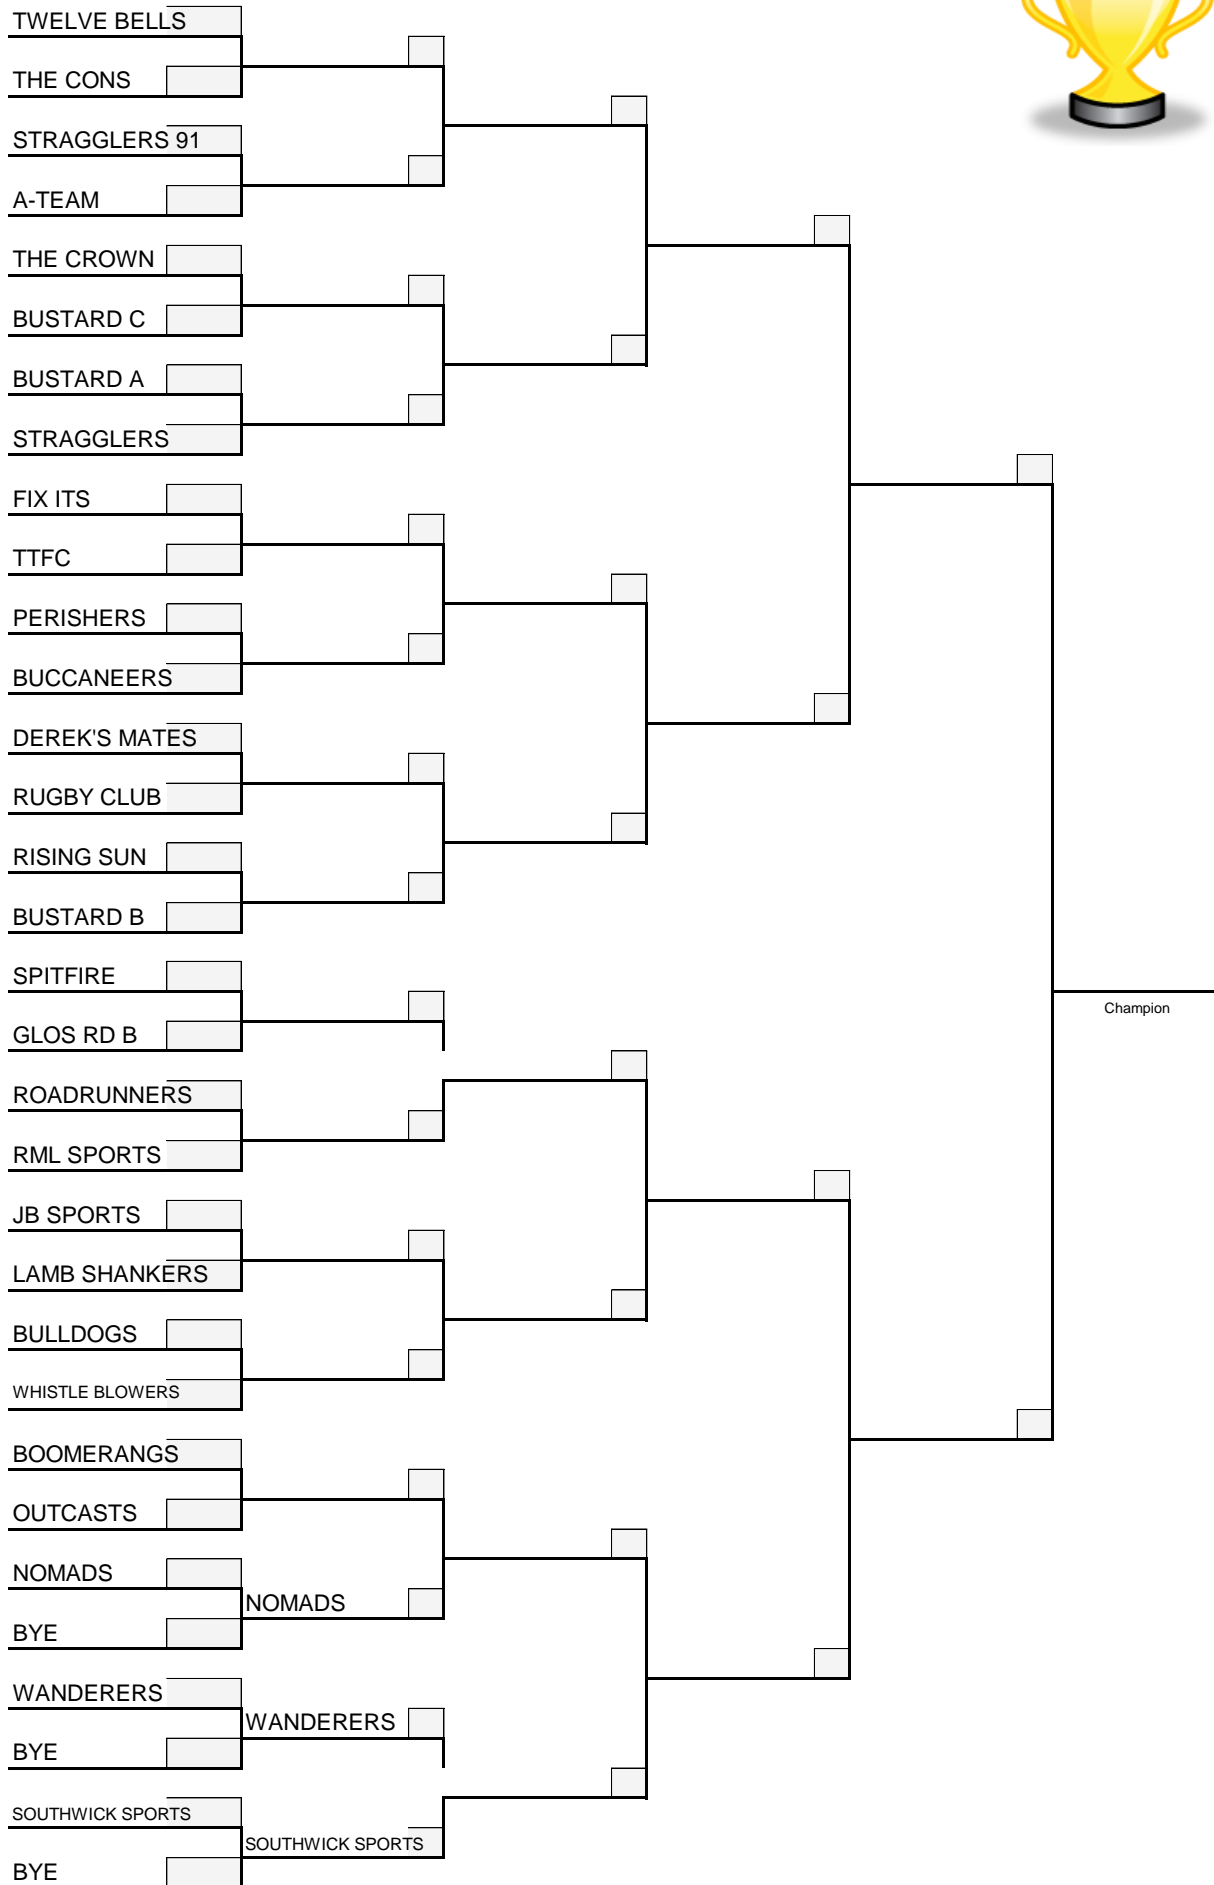 TWELVE BELLS
THE CONS
STRAGGLERS 91
A-TEAM
THE CROWN
BUSTARD C
BUSTARD A
STRAGGLERS
FIX ITS
TTFC
PERISHERS
BUCCANEERS
DEREK'S MATES
RUGBY CLUB
RISING SUN
BUSTARD B
SPITFIRE
Champion
GLOS RD B
ROADRUNNERS
RML SPORTS
JB SPORTS
LAMB SHANKERS
BULLDOGS
WHISTLE BLOWERS
BOOMERANGS
OUTCASTS
NOMADS
NOMADS
BYE
WANDERERS
WANDERERS
BYE
SOUTHWICK SPORTS
SOUTHWICK SPORTS
BYE